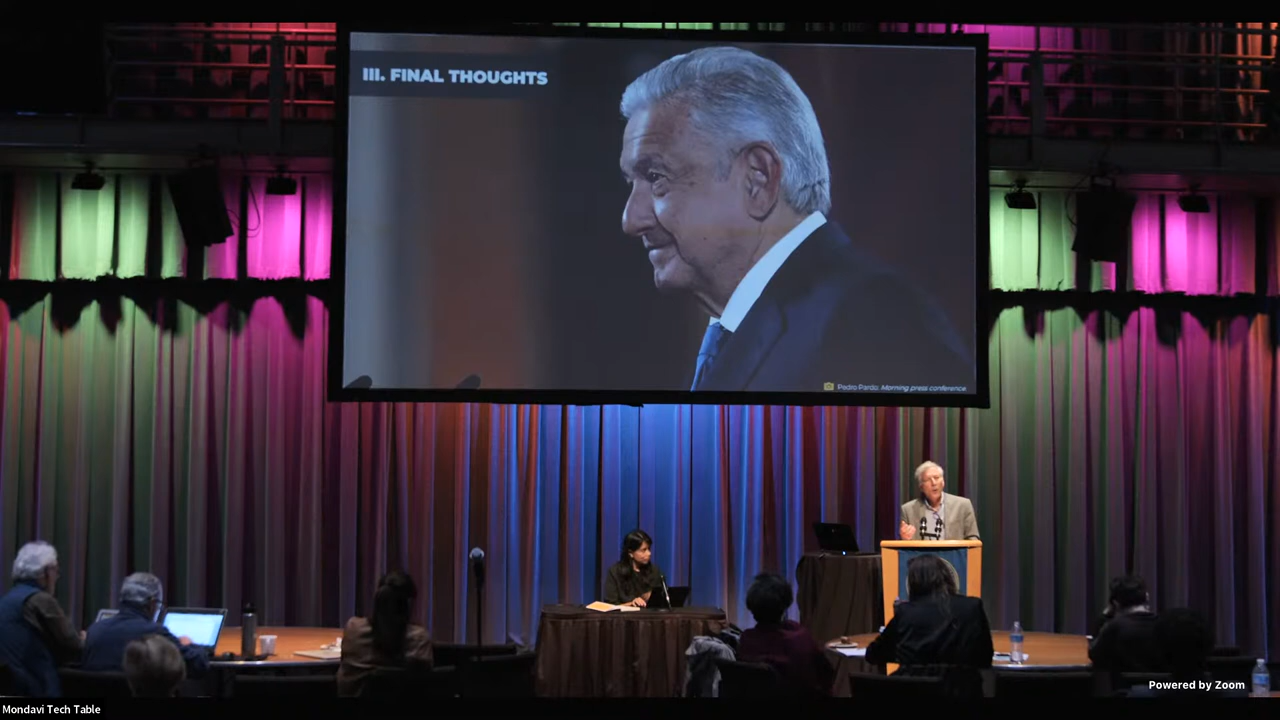 III. FINAL THOUGHTS
Pedro Pardo: Morning press conference.
Powered by Zoom
Mondavi Tech Table